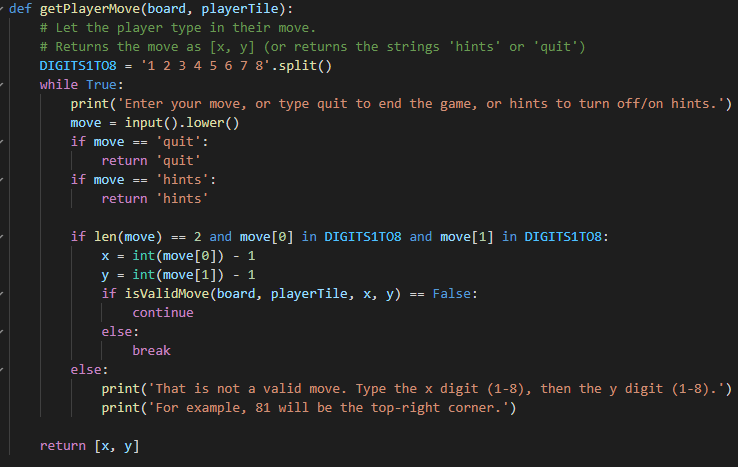 def getPlayerMove(board, playerTile):
    # Let the player type in their move.
    # Returns the move as [x, y] (or returns the strings 'hints' or 'quit')
    DIGITS1TO8 = '1 2 3 4 5 6 7 8'.split()
    while True:
        print('Enter your move, or type quit to end the game, or hints to turn off/on hints.')
        move = input().lower()
        if move == 'quit':
            return 'quit'
        if move == 'hints':
            return 'hints'

        if len(move) == 2 and move[0] in DIGITS1TO8 and move[1] in DIGITS1TO8:
            x = int(move[0]) - 1
            y = int(move[1]) - 1
            if isValidMove(board, playerTile, x, y) == False:
                continue
            else:
                break
        else:
            print('That is not a valid move. Type the x digit (1-8), then the y digit (1-8).')
            print('For example, 81 will be the top-right corner.')

    return [x, y]